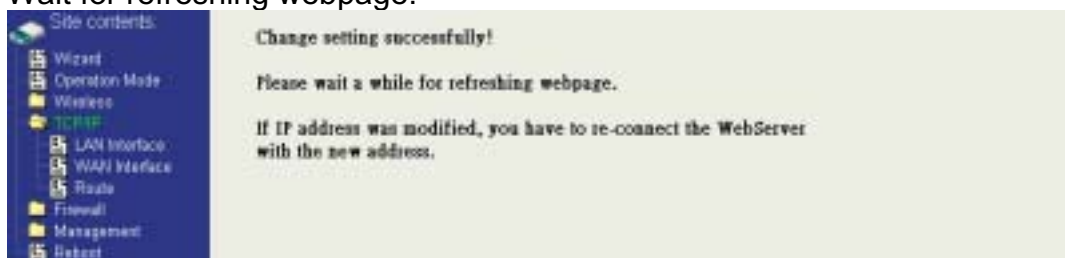 Wait for refreshing webpage.
Site contents:
Wizard
Operation Mode
Wireless
TCP/IP
LAN Interface
WAN Interface
Route
Firewall
Management
Reboot
Change setting successfully!
Please wait a while for refreshing webpage.
If IP address was modified, you have to re-connect the WebServer
with the new address.